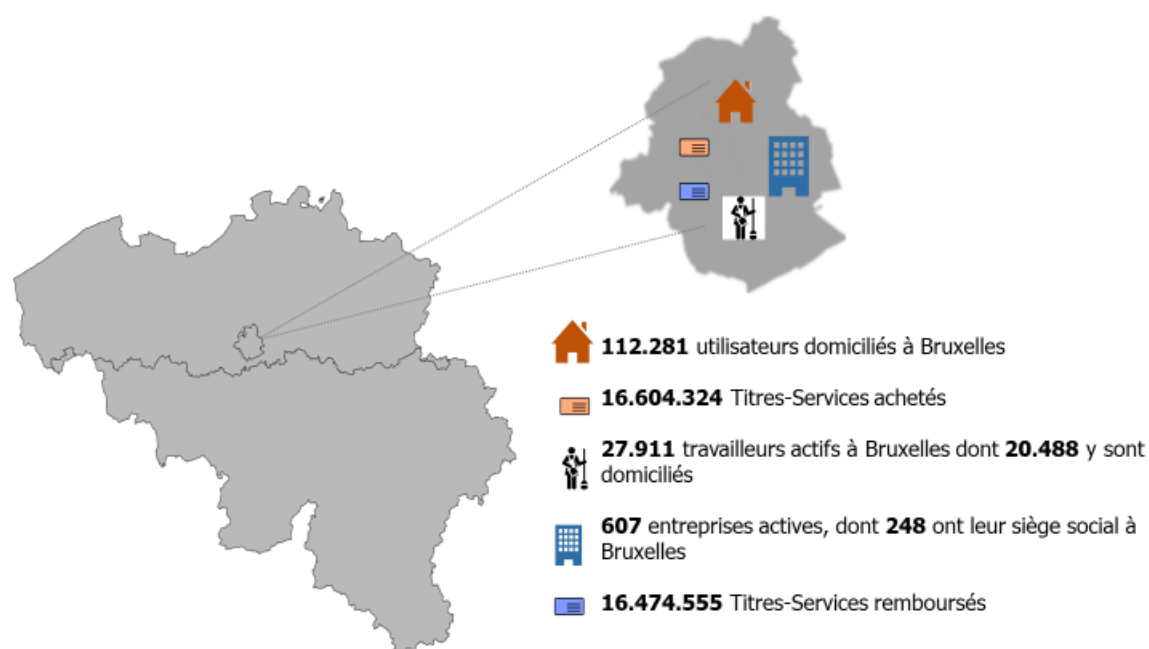 112.281 utilisateurs domiciliés à Bruxelles
16.604.324 Titres-Services achetés
27.911 travailleurs actifs à Bruxelles dont 20.488 y sont
domiciliés
607 entreprises actives, dont 248 ont leur siège social à
Bruxelles
16.474.555 Titres-Services remboursés